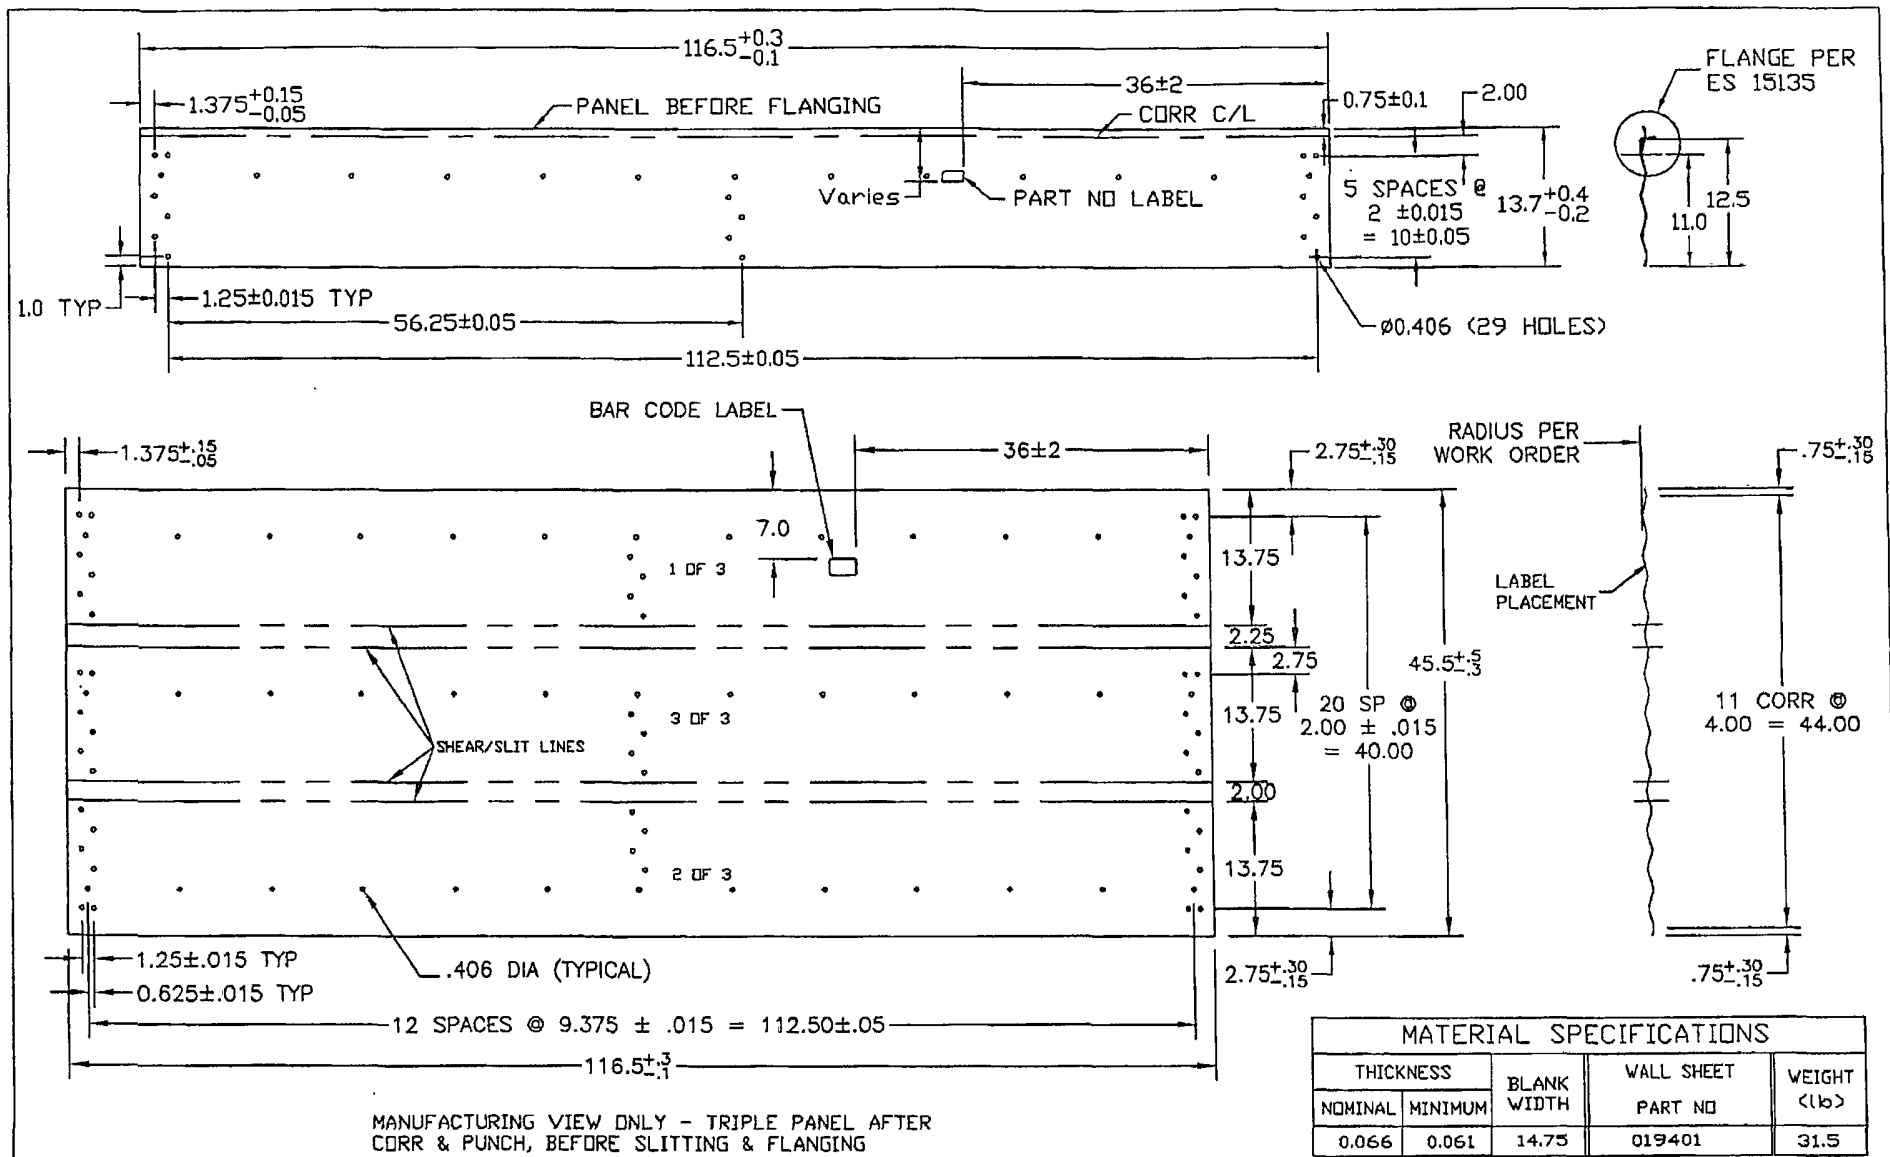 116.5+0.3
-0.1
36±2
FLANGE PER
ES 15135
1.375+0.15
-0.05
PANEL BEFORE FLANGING
CORR C/L
0.75±0.1
2.00
Varies
PART NO LABEL
5 SPACES @
2 ±0.015
= 10±0.05
13.7+0.4
-0.2
12.5
11.0
1.0 TYP
1.25±0.015 TYP
56.25±0.05
Ø0.406 (29 HOLES)
112.5±0.05
BAR CODE LABEL
1.375+.15
-.05
36±2
2.75+.30
-.15
RADIUS PER
WORK ORDER
.75+.30
-.15
7.0
13.75
1 OF 3
LABEL
PLACEMENT
2.25
2.75
45.5+.5
-.3
3 OF 3
13.75
20 SP @
2.00 ± .015
= 40.00
11 CORR @
4.00 = 44.00
SHEAR/SLIT LINES
2.00
13.75
2 OF 3
1.25±.015 TYP
.406 DIA (TYPICAL)
2.75+.30
-.15
.75+.30
-.15
0.625±.015 TYP
12 SPACES @ 9.375 ± .015 = 112.50±.05
116.5+.3
-.1
MANUFACTURING VIEW ONLY - TRIPLE PANEL AFTER
CORR & PUNCH, BEFORE SLITTING & FLANGING
MATERIAL SPECIFICATIONS
THICKNESS
BLANK
WIDTH
WALL SHEET
PART NO
WEIGHT
(lb)
NOMINAL MINIMUM
0.066 0.061 14.75 019401 31.5